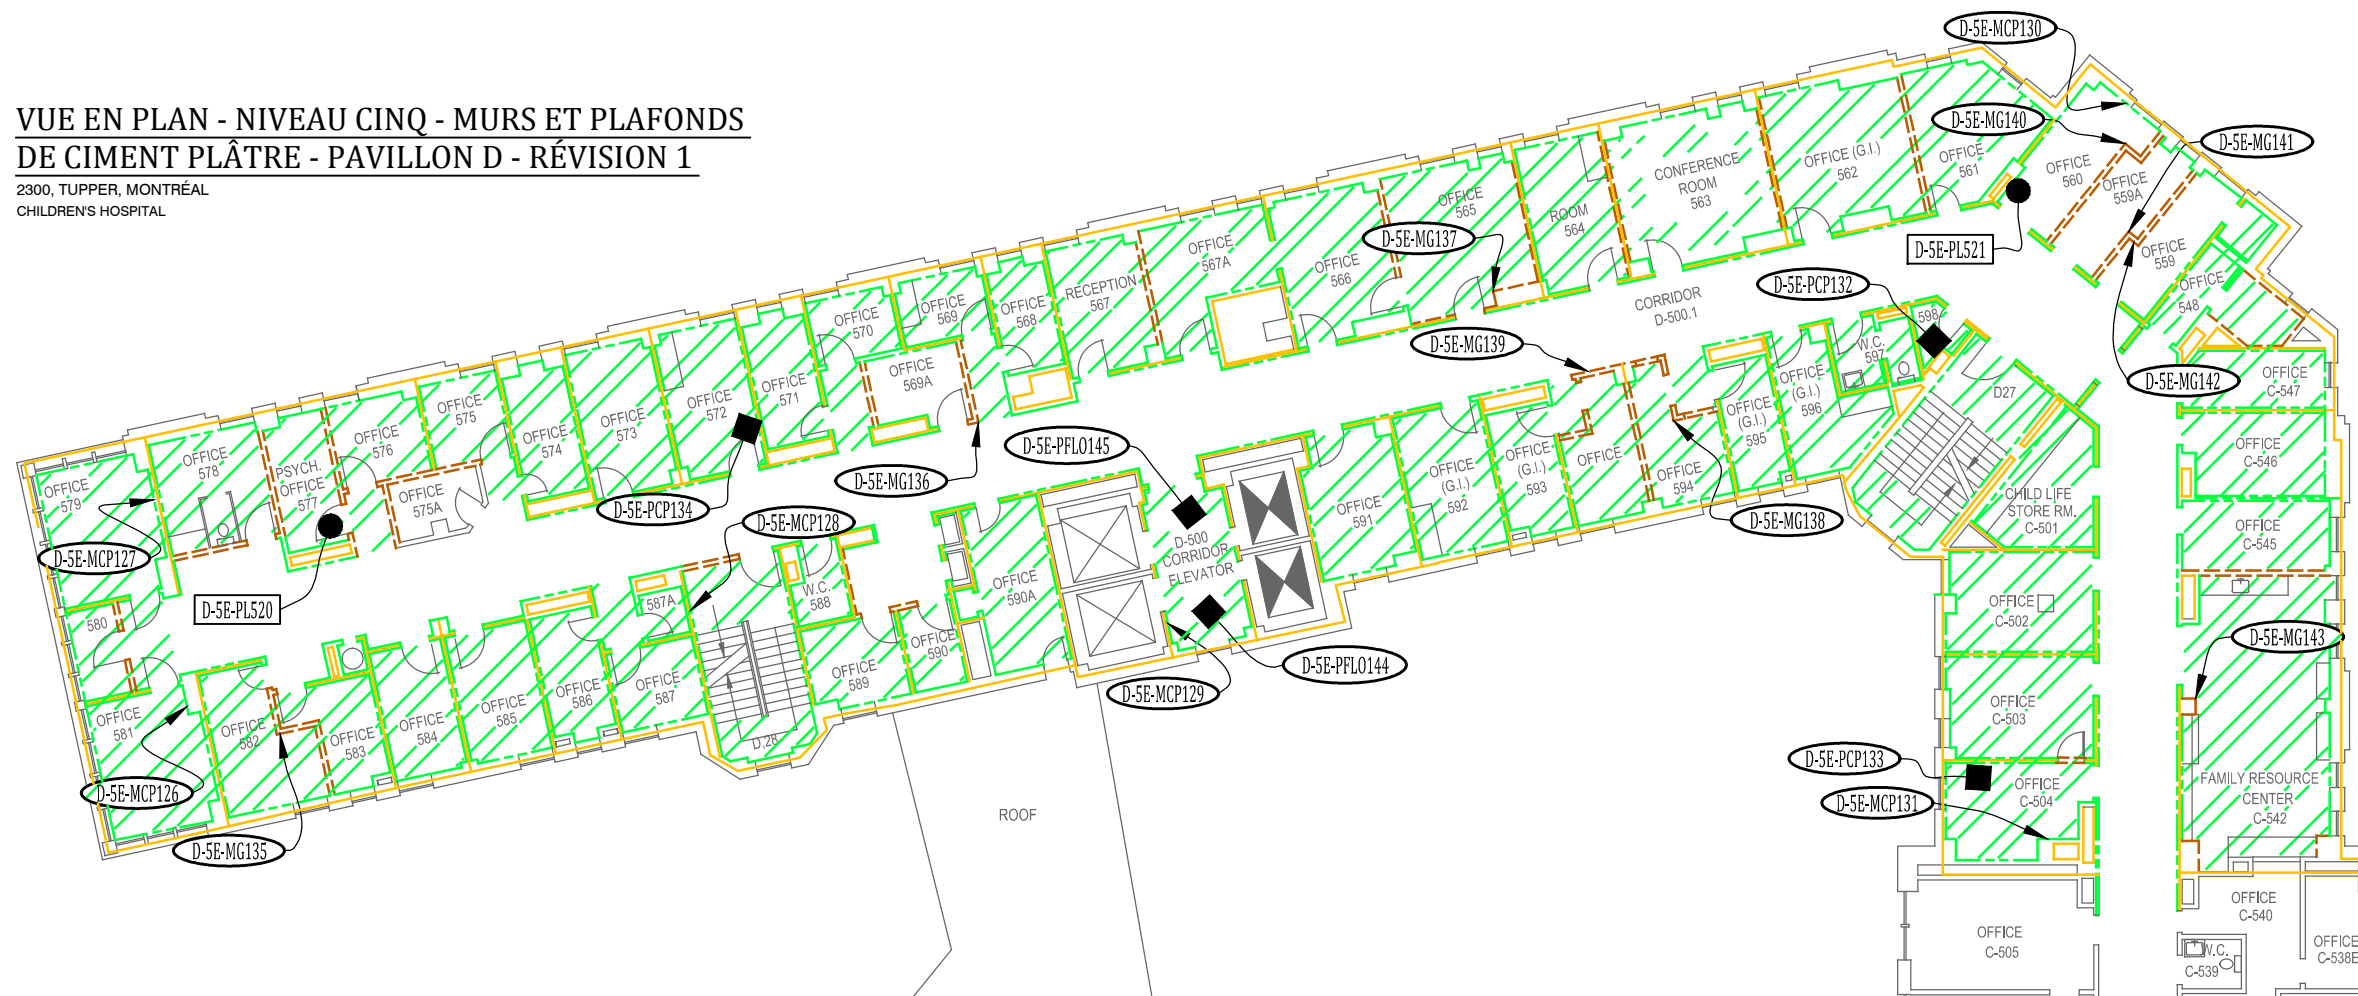 VUE EN PLAN - NIVEAU CINQ - MURS ET PLAFONDS
DE CIMENT PLÂTRE - PAVILLON D - RÉVISION 1
2300, TUPPER, MONTRÉAL
CHILDREN'S HOSPITAL
D-5E-MCP130
D-5E-MG140
D-5E-MG141
D-5E-PL521
D-5E-MG137
D-5E-PCP132
D-5E-MG139
D-5E-MG142
D-5E-PFLO145
D-5E-MG136
D-5E-PCP134
D-5E-MCP128
D-5E-MG138
D-5E-MCP127
D-5E-PL520
D-5E-MG143
D-5E-PFLO144
D-5E-MCP129
D-5E-PCP133
D-5E-MCP131
D-5E-MCP126
D-5E-MG135
OFFICE
579
OFFICE
578
PSYCH.
OFFICE
577
OFFICE
576
OFFICE
575A
OFFICE
575
OFFICE
574
OFFICE
573
OFFICE
572
OFFICE
571
OFFICE
570
OFFICE
569A
OFFICE
569
OFFICE
568
RECEPTION
567
OFFICE
567A
OFFICE
566
OFFICE
565
ROOM
564
CONFERENCE
ROOM
563
OFFICE (G.I.)
562
OFFICE
561
OFFICE
560
OFFICE
559A
OFFICE
559
OFFICE
548
OFFICE
C-547
OFFICE
C-546
OFFICE
C-545
FAMILY RESOURCE
CENTER
C-542
OFFICE
C-540
W.C.
C-539
OFFICE
C-538E
CORRIDOR
D-500.1
598
W.C.
597
OFFICE
(G.I.)
596
OFFICE
(G.I.)
595
OFFICE
594
OFFICE
OFFICE
(G.I.)
593
OFFICE
(G.I.)
592
OFFICE
591
D-500
CORRIDOR
ELEVATOR
OFFICE
590A
OFFICE
590
OFFICE
589
W.C.
588
587A
OFFICE
587
OFFICE
586
OFFICE
585
OFFICE
584
OFFICE
583
OFFICE
582
OFFICE
581
580
D.28
D27
CHILD LIFE
STORE RM.
C-501
OFFICE
C-502
OFFICE
C-503
OFFICE
C-504
OFFICE
C-505
ROOF